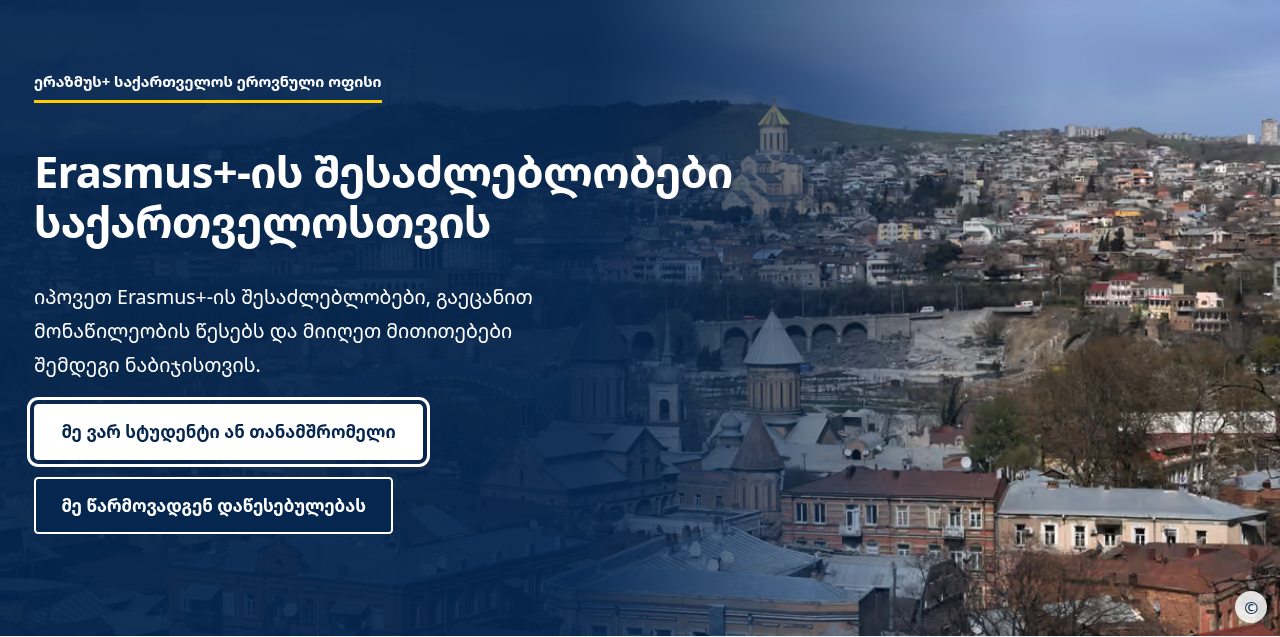 ერაზმუს+ საქართველოს ეროვნული ოფისი
Erasmus+-ის შესაძლებლობები
საქართველოსთვის
იპოვეთ Erasmus+-ის შესაძლებლობები, გაეცანით
მონაწილეობის წესებს და მიიღეთ მითითებები
შემდეგი ნაბიჯისთვის.
მე ვარ სტუდენტი ან თანამშრომელი
მე წარმოვადგენ დაწესებულებას
©